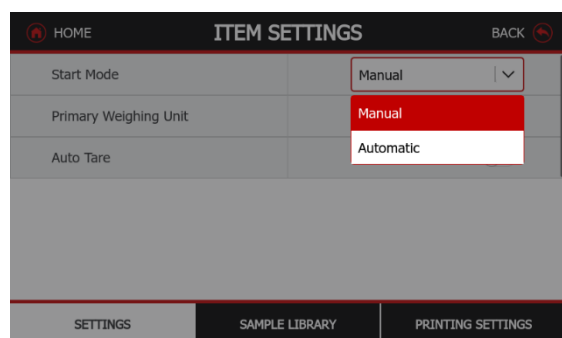 HOME ITEM SETTINGS BACK
Start Mode Manual
Primary Weighing Unit Manual
Auto Tare Automatic
SETTINGS SAMPLE LIBRARY PRINTING SETTINGS